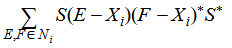 ∑_{E,F∈N_i} S(E − X_i)(F − X_i)^*S^*